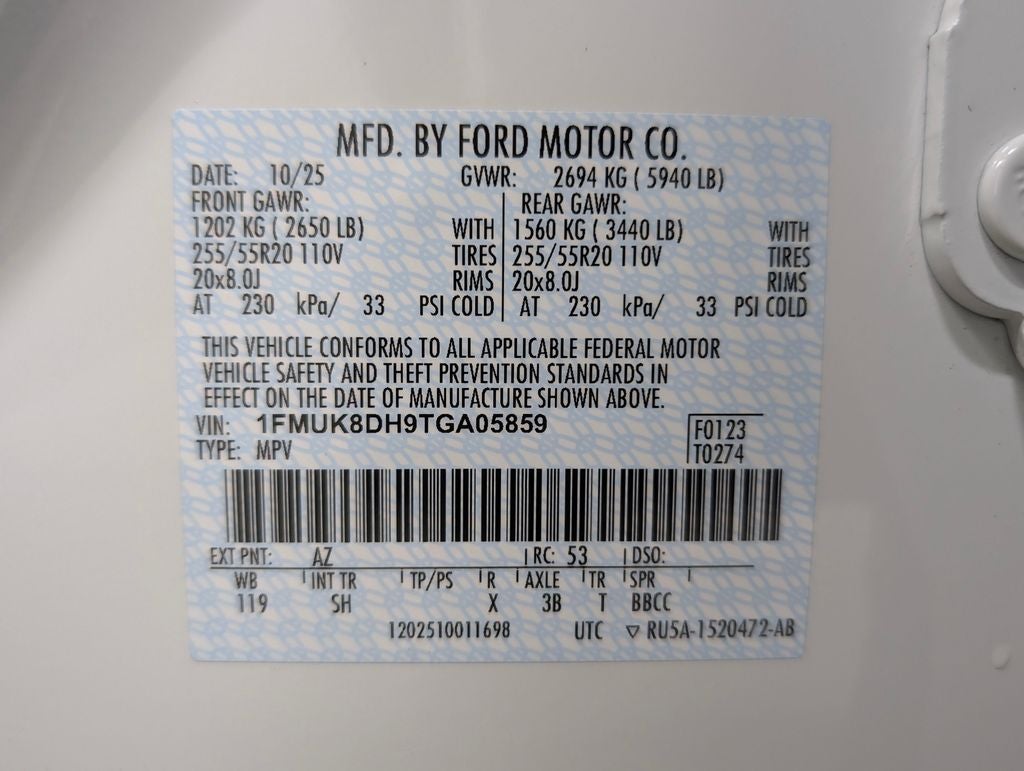 MFD. BY FORD MOTOR CO.
DATE: 10/25 GVWR: 2694 KG ( 5940 LB)
FRONT GAWR: REAR GAWR:
1202 KG ( 2650 LB) WITH 1560 KG ( 3440 LB) WITH
255/55R20 110V TIRES 255/55R20 110V TIRES
20x8.0J RIMS 20x8.0J RIMS
AT 230 kPa/ 33 PSI COLD AT 230 kPa/ 33 PSI COLD
THIS VEHICLE CONFORMS TO ALL APPLICABLE FEDERAL MOTOR
VEHICLE SAFETY AND THEFT PREVENTION STANDARDS IN
EFFECT ON THE DATE OF MANUFACTURE SHOWN ABOVE.
VIN: 1FMUK8DH9TGA05859 F0123
TYPE: MPV T0274
EXT PNT: AZ RC: 53 DSO:
WB INT TR TP/PS R AXLE TR SPR
119 SH X 3B T BBCC
1202510011698 UTC ▽ RU5A-1520472-AB